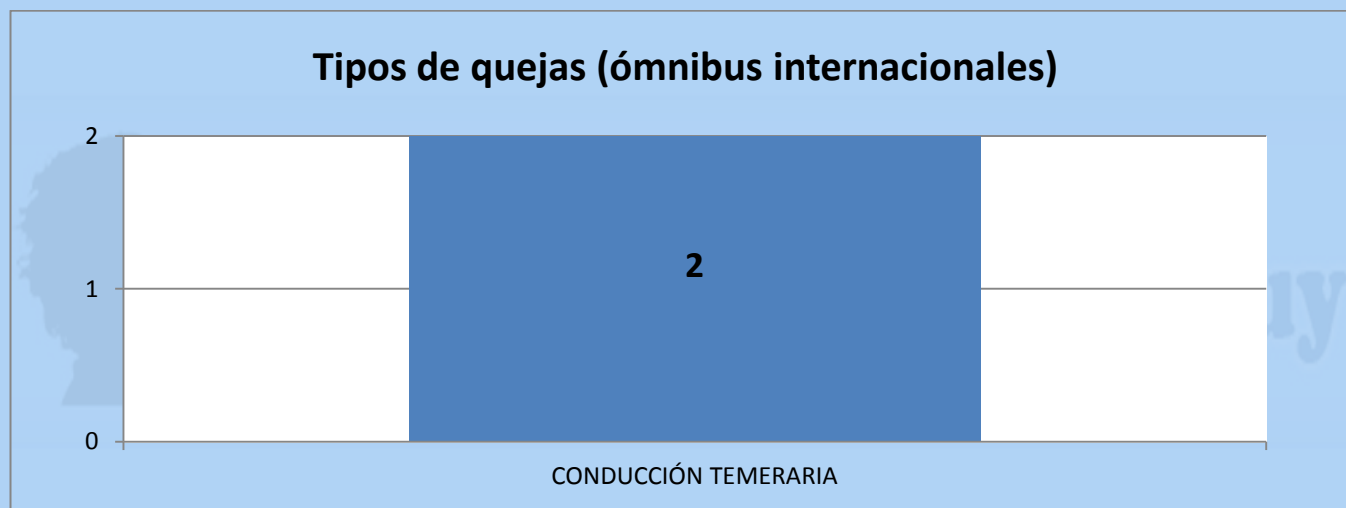 Tipos de quejas (ómnibus internacionales)
2
2
1
0
CONDUCCIÓN TEMERARIA